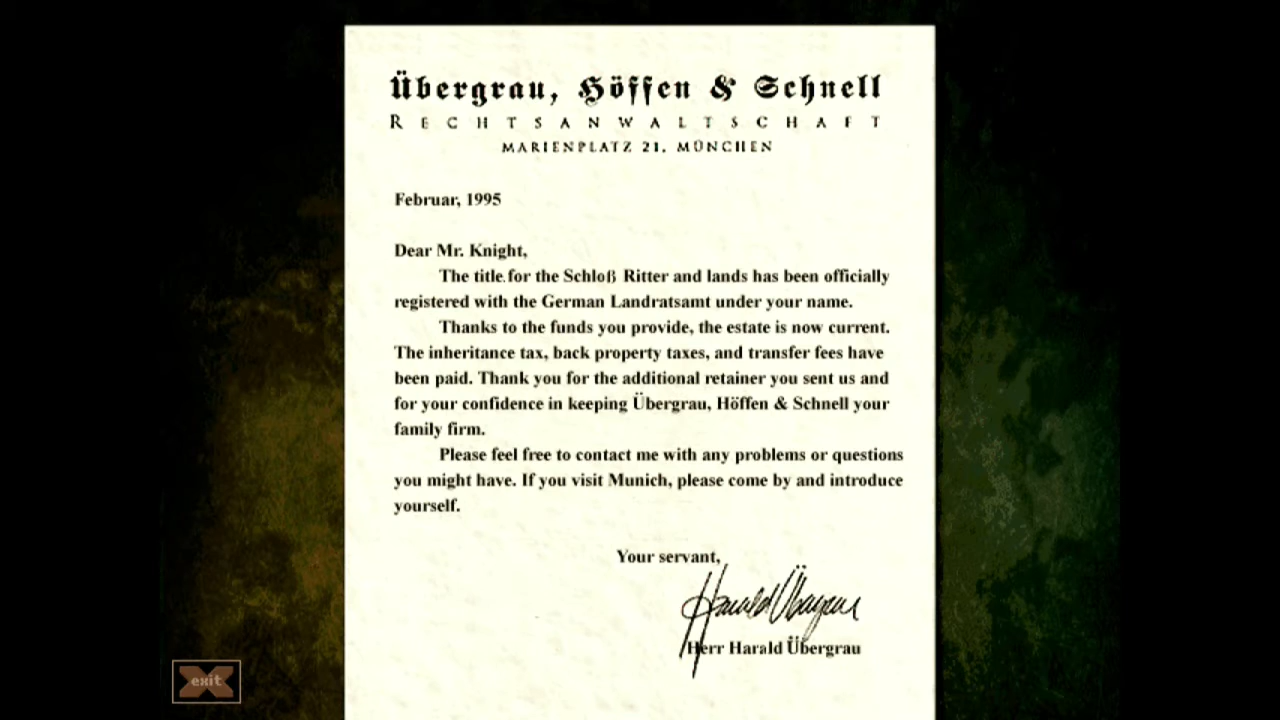 Übergrau, Höffen & Schnell
RECHTSANWALTSCHAFT
MARIENPLATZ 21, MÜNCHEN
Februar, 1995
Dear Mr. Knight,
The title for the Schloß Ritter and lands has been officially
registered with the German Landratsamt under your name.
Thanks to the funds you provide, the estate is now current.
The inheritance tax, back property taxes, and transfer fees have
been paid. Thank you for the additional retainer you sent us and
for your confidence in keeping Übergrau, Höffen & Schnell your
family firm.
Please feel free to contact me with any problems or questions
you might have. If you visit Munich, please come by and introduce
yourself.
Your servant,
Harald Übergrau
Herr Harald Übergrau
exit